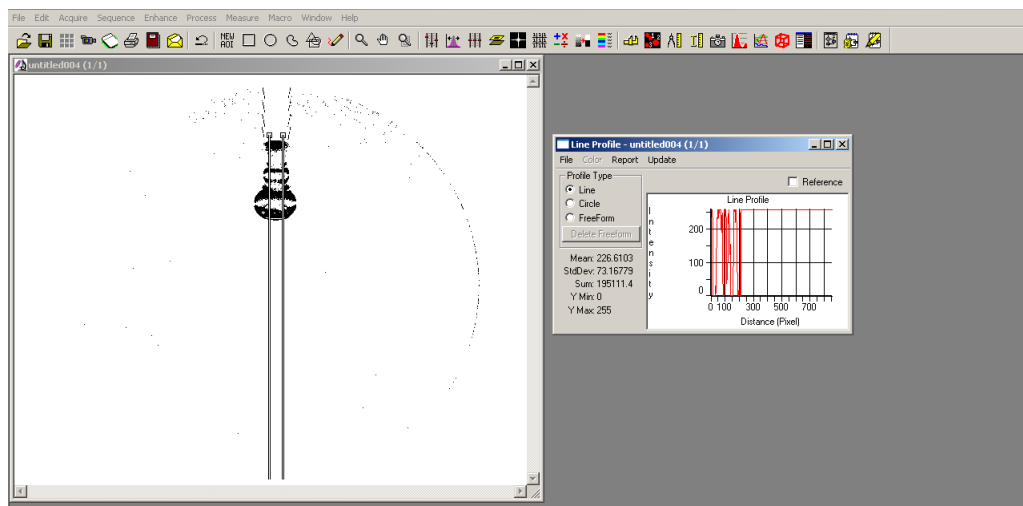 File Edit Acquire Sequence Enhance Process Measure Macro Window Help
NEW
AOI
untitled004 (1/1)
Line Profile - untitled004 (1/1)
File Color Report Update
Profile Type
Line
Circle
FreeForm
Delete Freeform
Mean: 226.6103
StdDev: 73.16779
Sum: 195111.4
Y Min: 0
Y Max: 255
Reference
Line Profile
Intensity
200
100
0
0 100 300 500 700
Distance (Pixel)